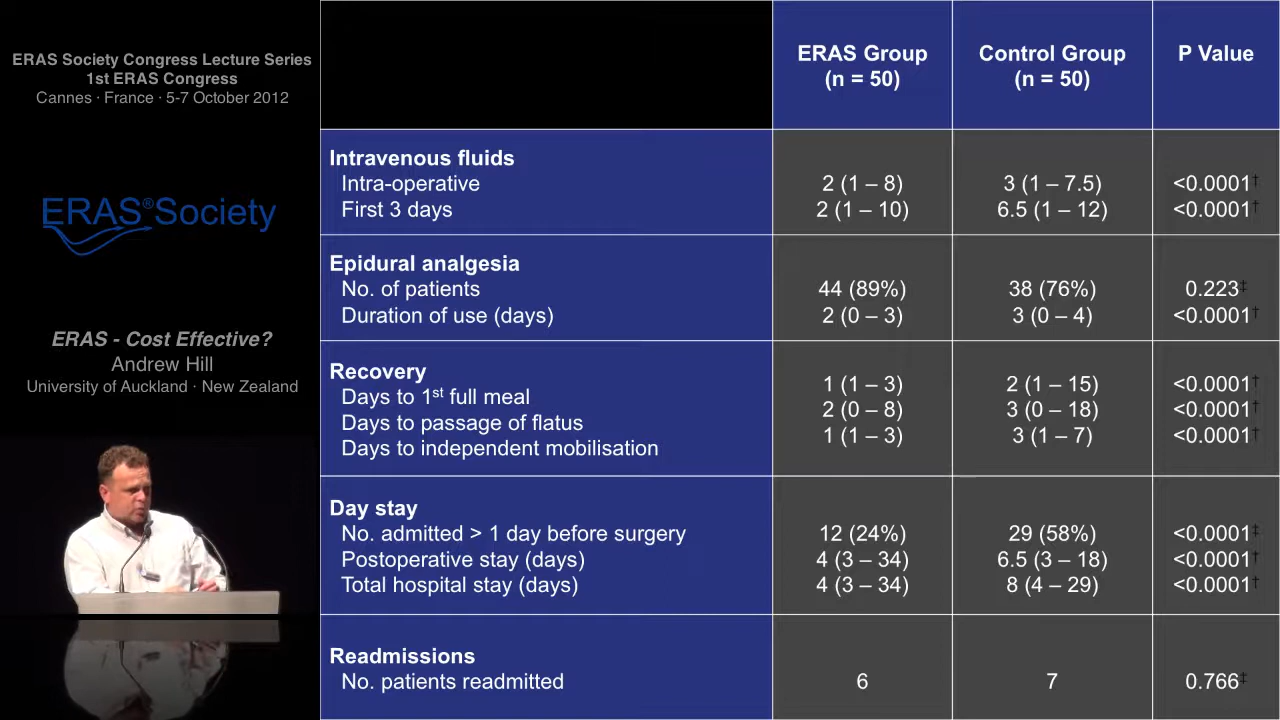 ERAS Society Congress Lecture Series
1st ERAS Congress
Cannes · France · 5-7 October 2012
ERAS®Society
ERAS - Cost Effective?
Andrew Hill
University of Auckland · New Zealand
ERAS Group (n = 50) Control Group (n = 50) P Value
Intravenous fluids
Intra-operative 2 (1 – 8) 3 (1 – 7.5) <0.0001†
First 3 days 2 (1 – 10) 6.5 (1 – 12) <0.0001†
Epidural analgesia
No. of patients 44 (89%) 38 (76%) 0.223‡
Duration of use (days) 2 (0 – 3) 3 (0 – 4) <0.0001†
Recovery
Days to 1st full meal 1 (1 – 3) 2 (1 – 15) <0.0001†
Days to passage of flatus 2 (0 – 8) 3 (0 – 18) <0.0001†
Days to independent mobilisation 1 (1 – 3) 3 (1 – 7) <0.0001†
Day stay
No. admitted > 1 day before surgery 12 (24%) 29 (58%) <0.0001‡
Postoperative stay (days) 4 (3 – 34) 6.5 (3 – 18) <0.0001†
Total hospital stay (days) 4 (3 – 34) 8 (4 – 29) <0.0001†
Readmissions
No. patients readmitted 6 7 0.766‡